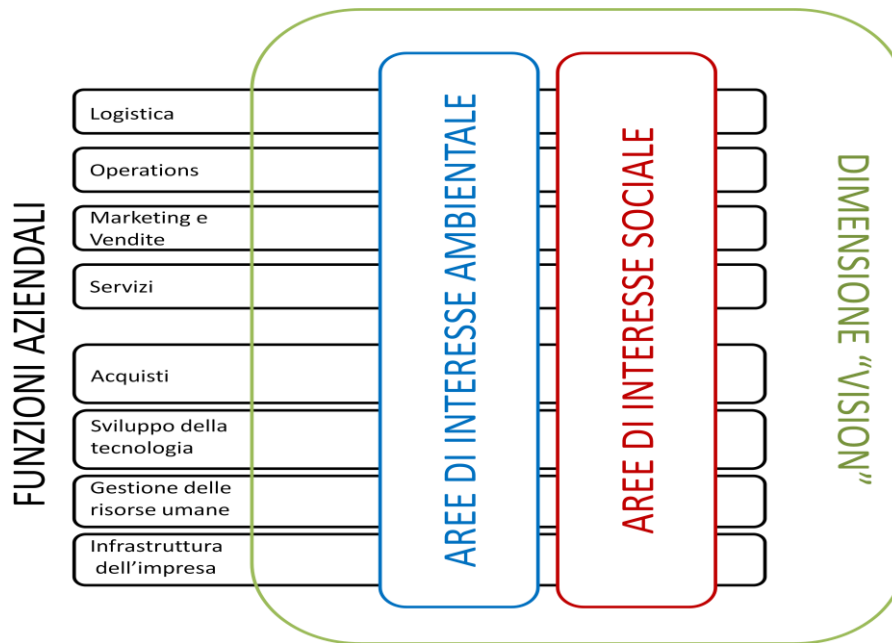 FUNZIONI AZIENDALI
Logistica
Operations
Marketing e
Vendite
Servizi
Acquisti
Sviluppo della
tecnologia
Gestione delle
risorse umane
Infrastruttura
dell’impresa
AREE DI INTERESSE AMBIENTALE
AREE DI INTERESSE SOCIALE
DIMENSIONE “VISION”